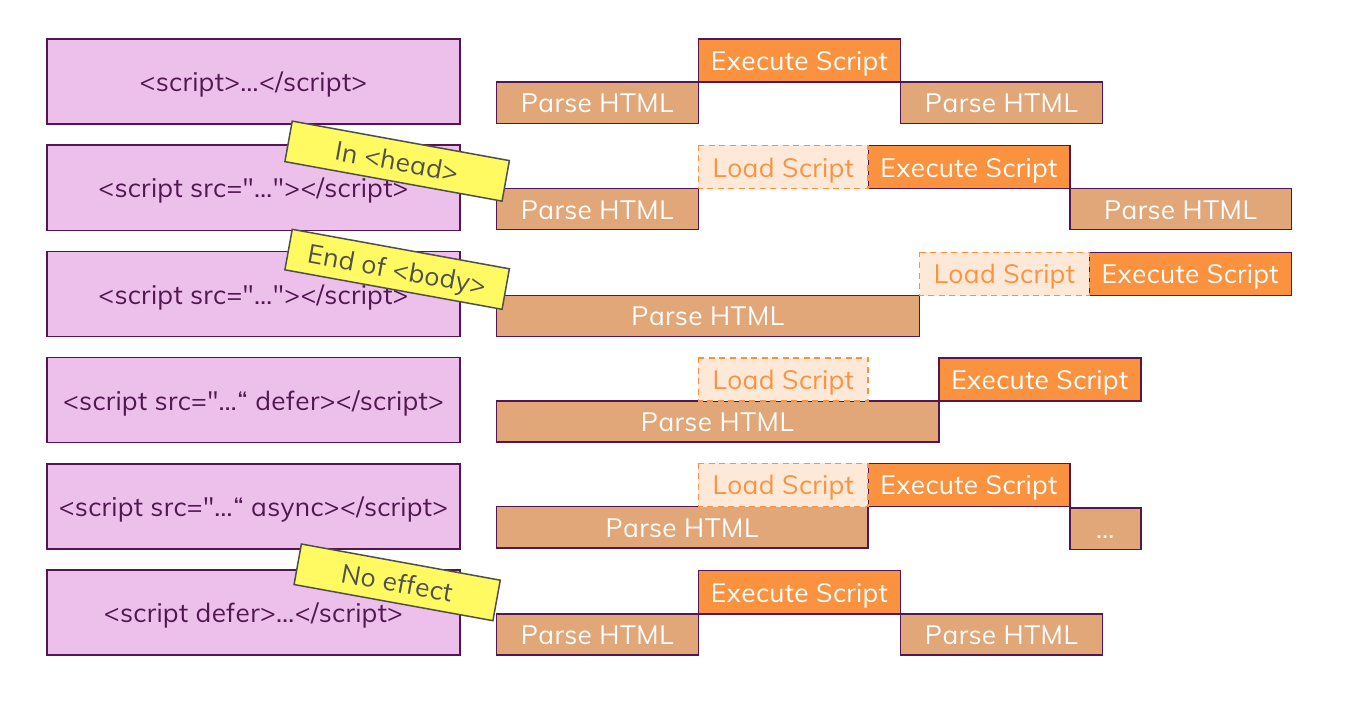 <script>...</script>
Execute Script
Parse HTML
Parse HTML
In <head>
<script src="..."></script>
Load Script
Execute Script
Parse HTML
Parse HTML
End of <body>
<script src="..."></script>
Load Script
Execute Script
Parse HTML
<script src="...“ defer></script>
Load Script
Execute Script
Parse HTML
<script src="...“ async></script>
Load Script
Execute Script
Parse HTML
...
No effect
<script defer>...</script>
Execute Script
Parse HTML
Parse HTML